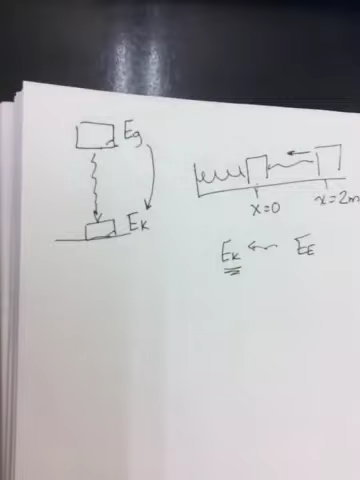 Eg
Ek
x=0
x=2m
Ek ← EE